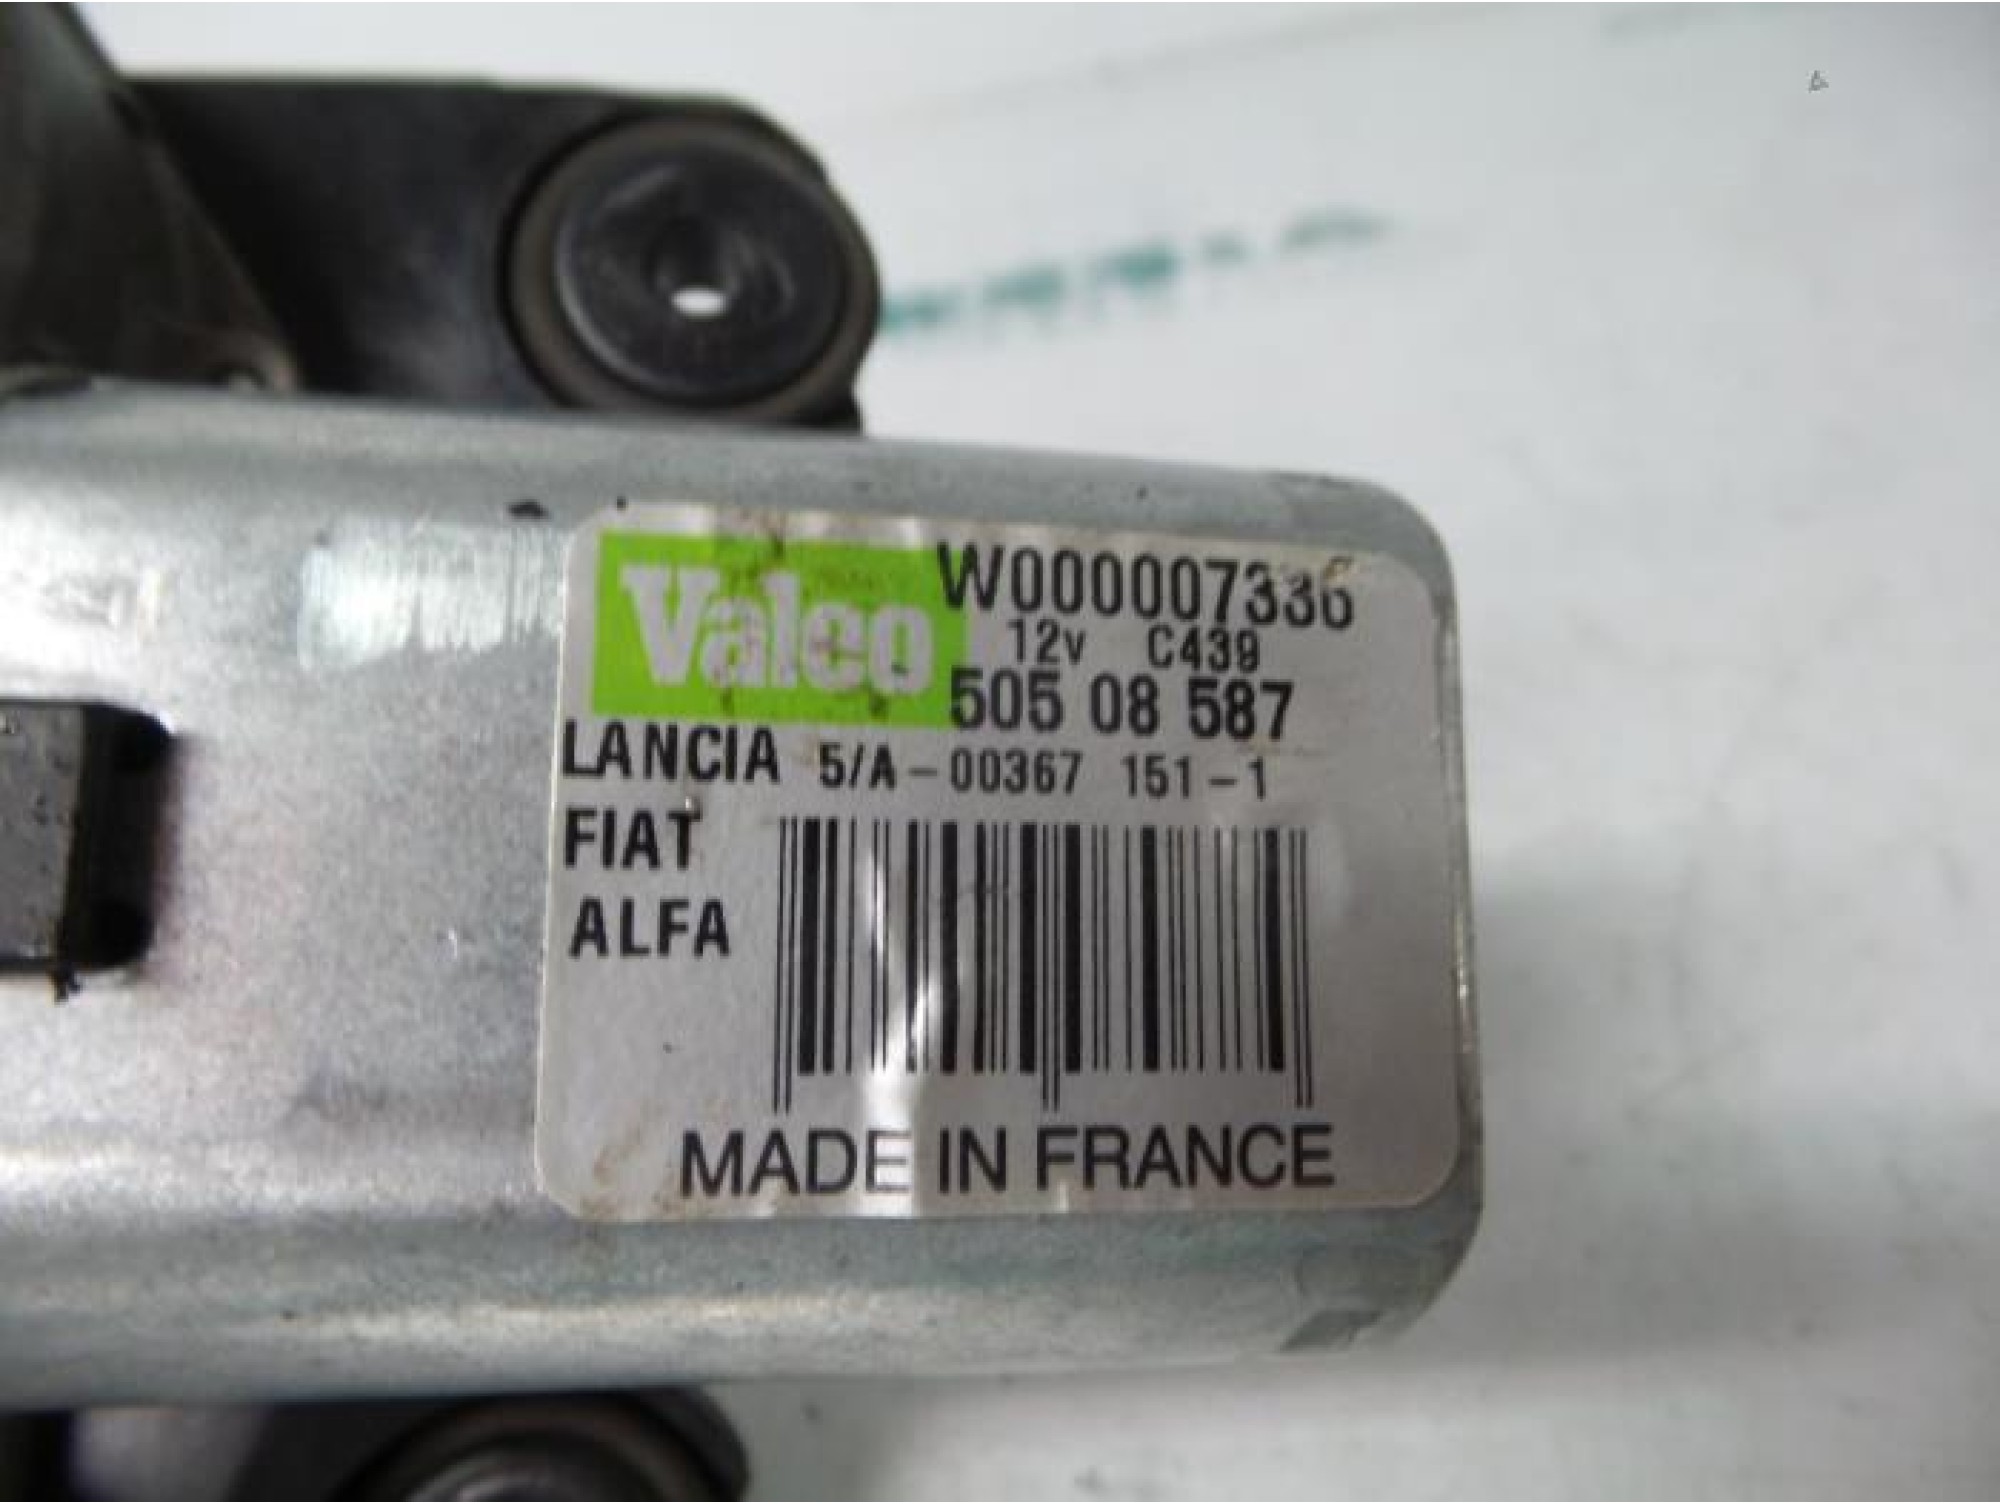 Valeo
W000007336
12v C439
505 08 587
LANCIA 5/A-00367 151-1
FIAT
ALFA
MADE IN FRANCE